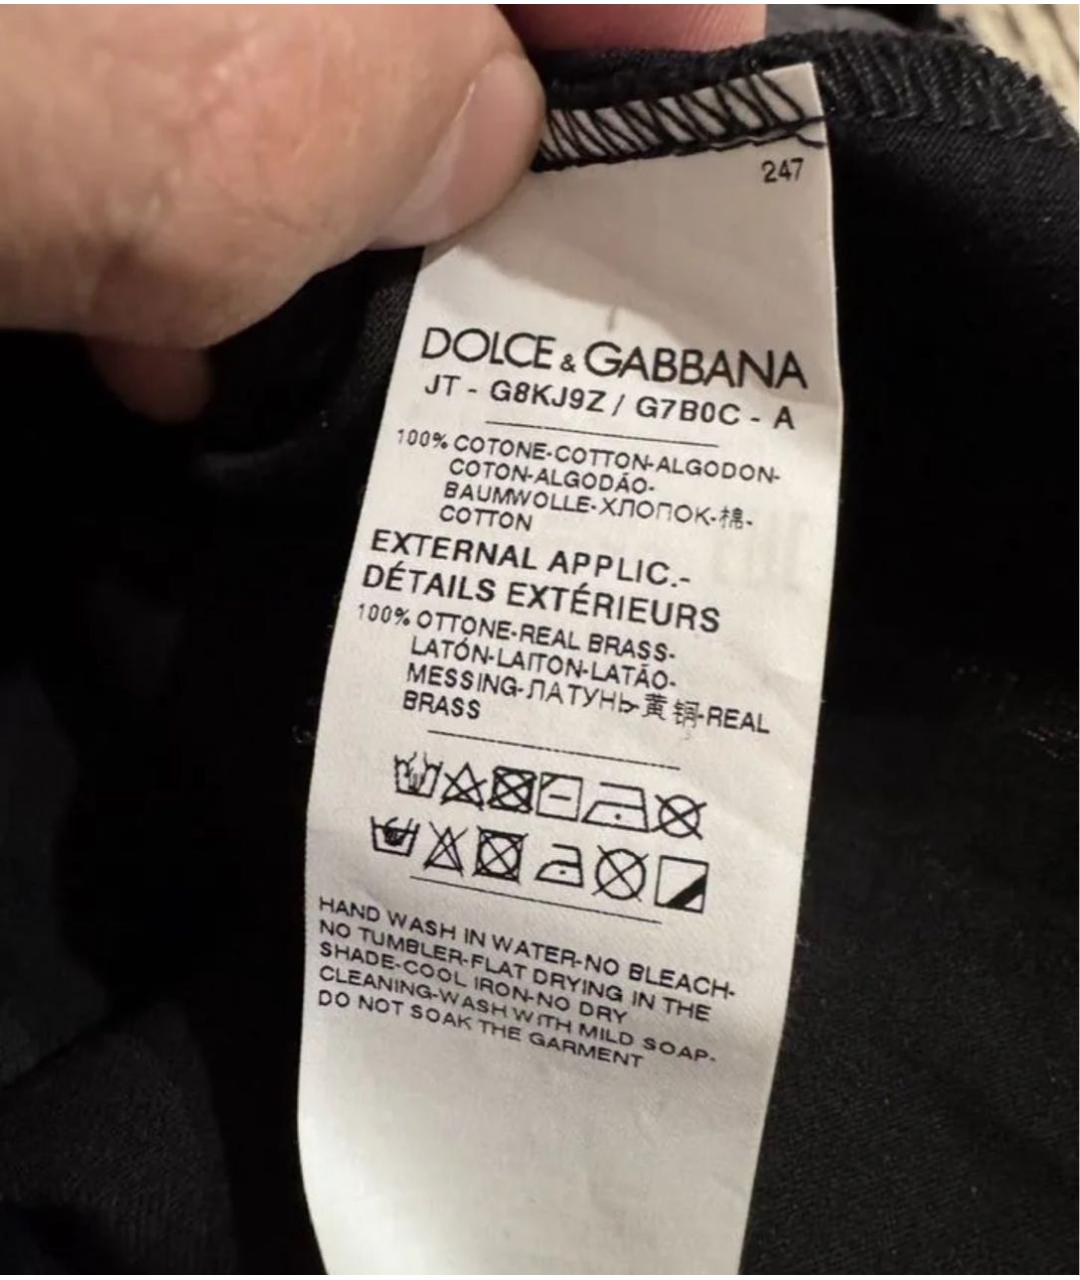 247
DOLCE & GABBANA
JT - G8KJ9Z / G7B0C - A
100% COTONE-COTTON-ALGODON-
COTON-ALGODÃO-
BAUMWOLLE-ХЛОПОК-棉-
COTTON
EXTERNAL APPLIC.-
DÉTAILS EXTÉRIEURS
100% OTTONE-REAL BRASS-
LATÓN-LAITON-LATÃO-
MESSING-ЛАТУНЬ-黄铜-REAL
BRASS
HAND WASH IN WATER-NO BLEACH-
NO TUMBLER-FLAT DRYING IN THE
SHADE-COOL IRON-NO DRY
CLEANING-WASH WITH MILD SOAP-
DO NOT SOAK THE GARMENT